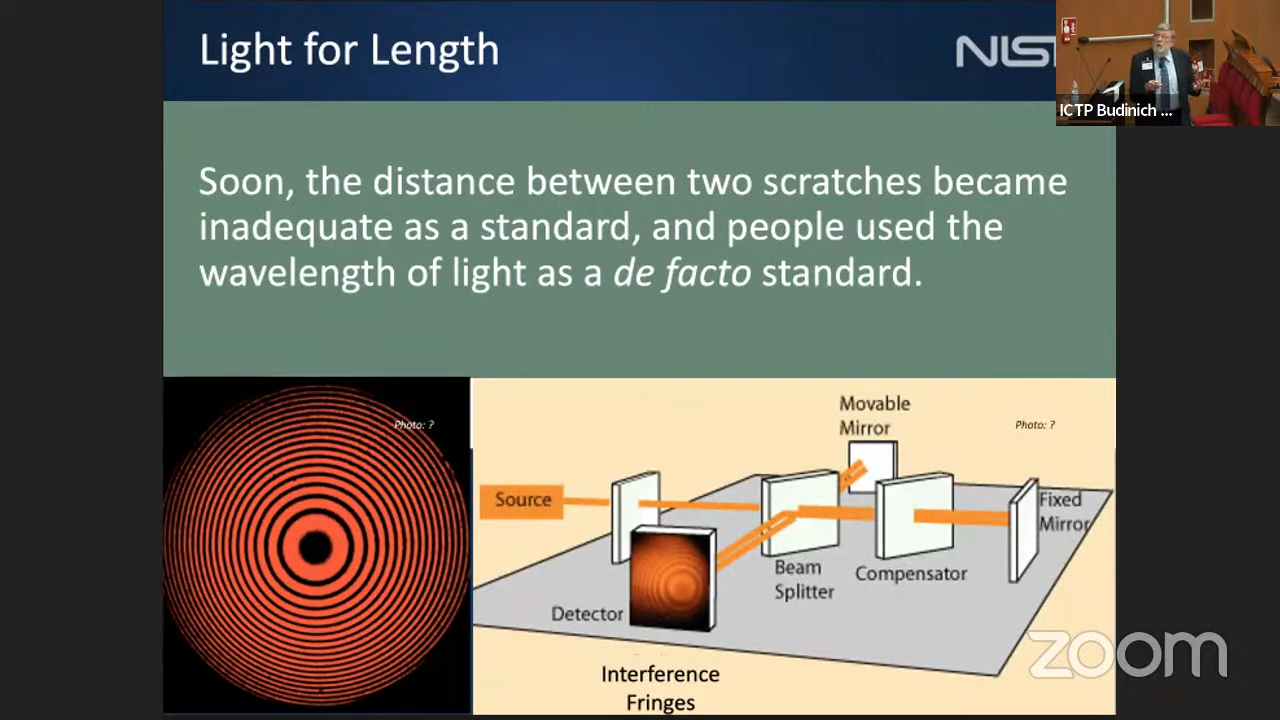 Light for Length
NIS
ICTP Budinich ...
Soon, the distance between two scratches became
inadequate as a standard, and people used the
wavelength of light as a de facto standard.
Photo: ?
Movable
Mirror
Photo: ?
Source
Fixed
Mirror
Beam
Splitter
Compensator
Detector
Interference
Fringes
zoom